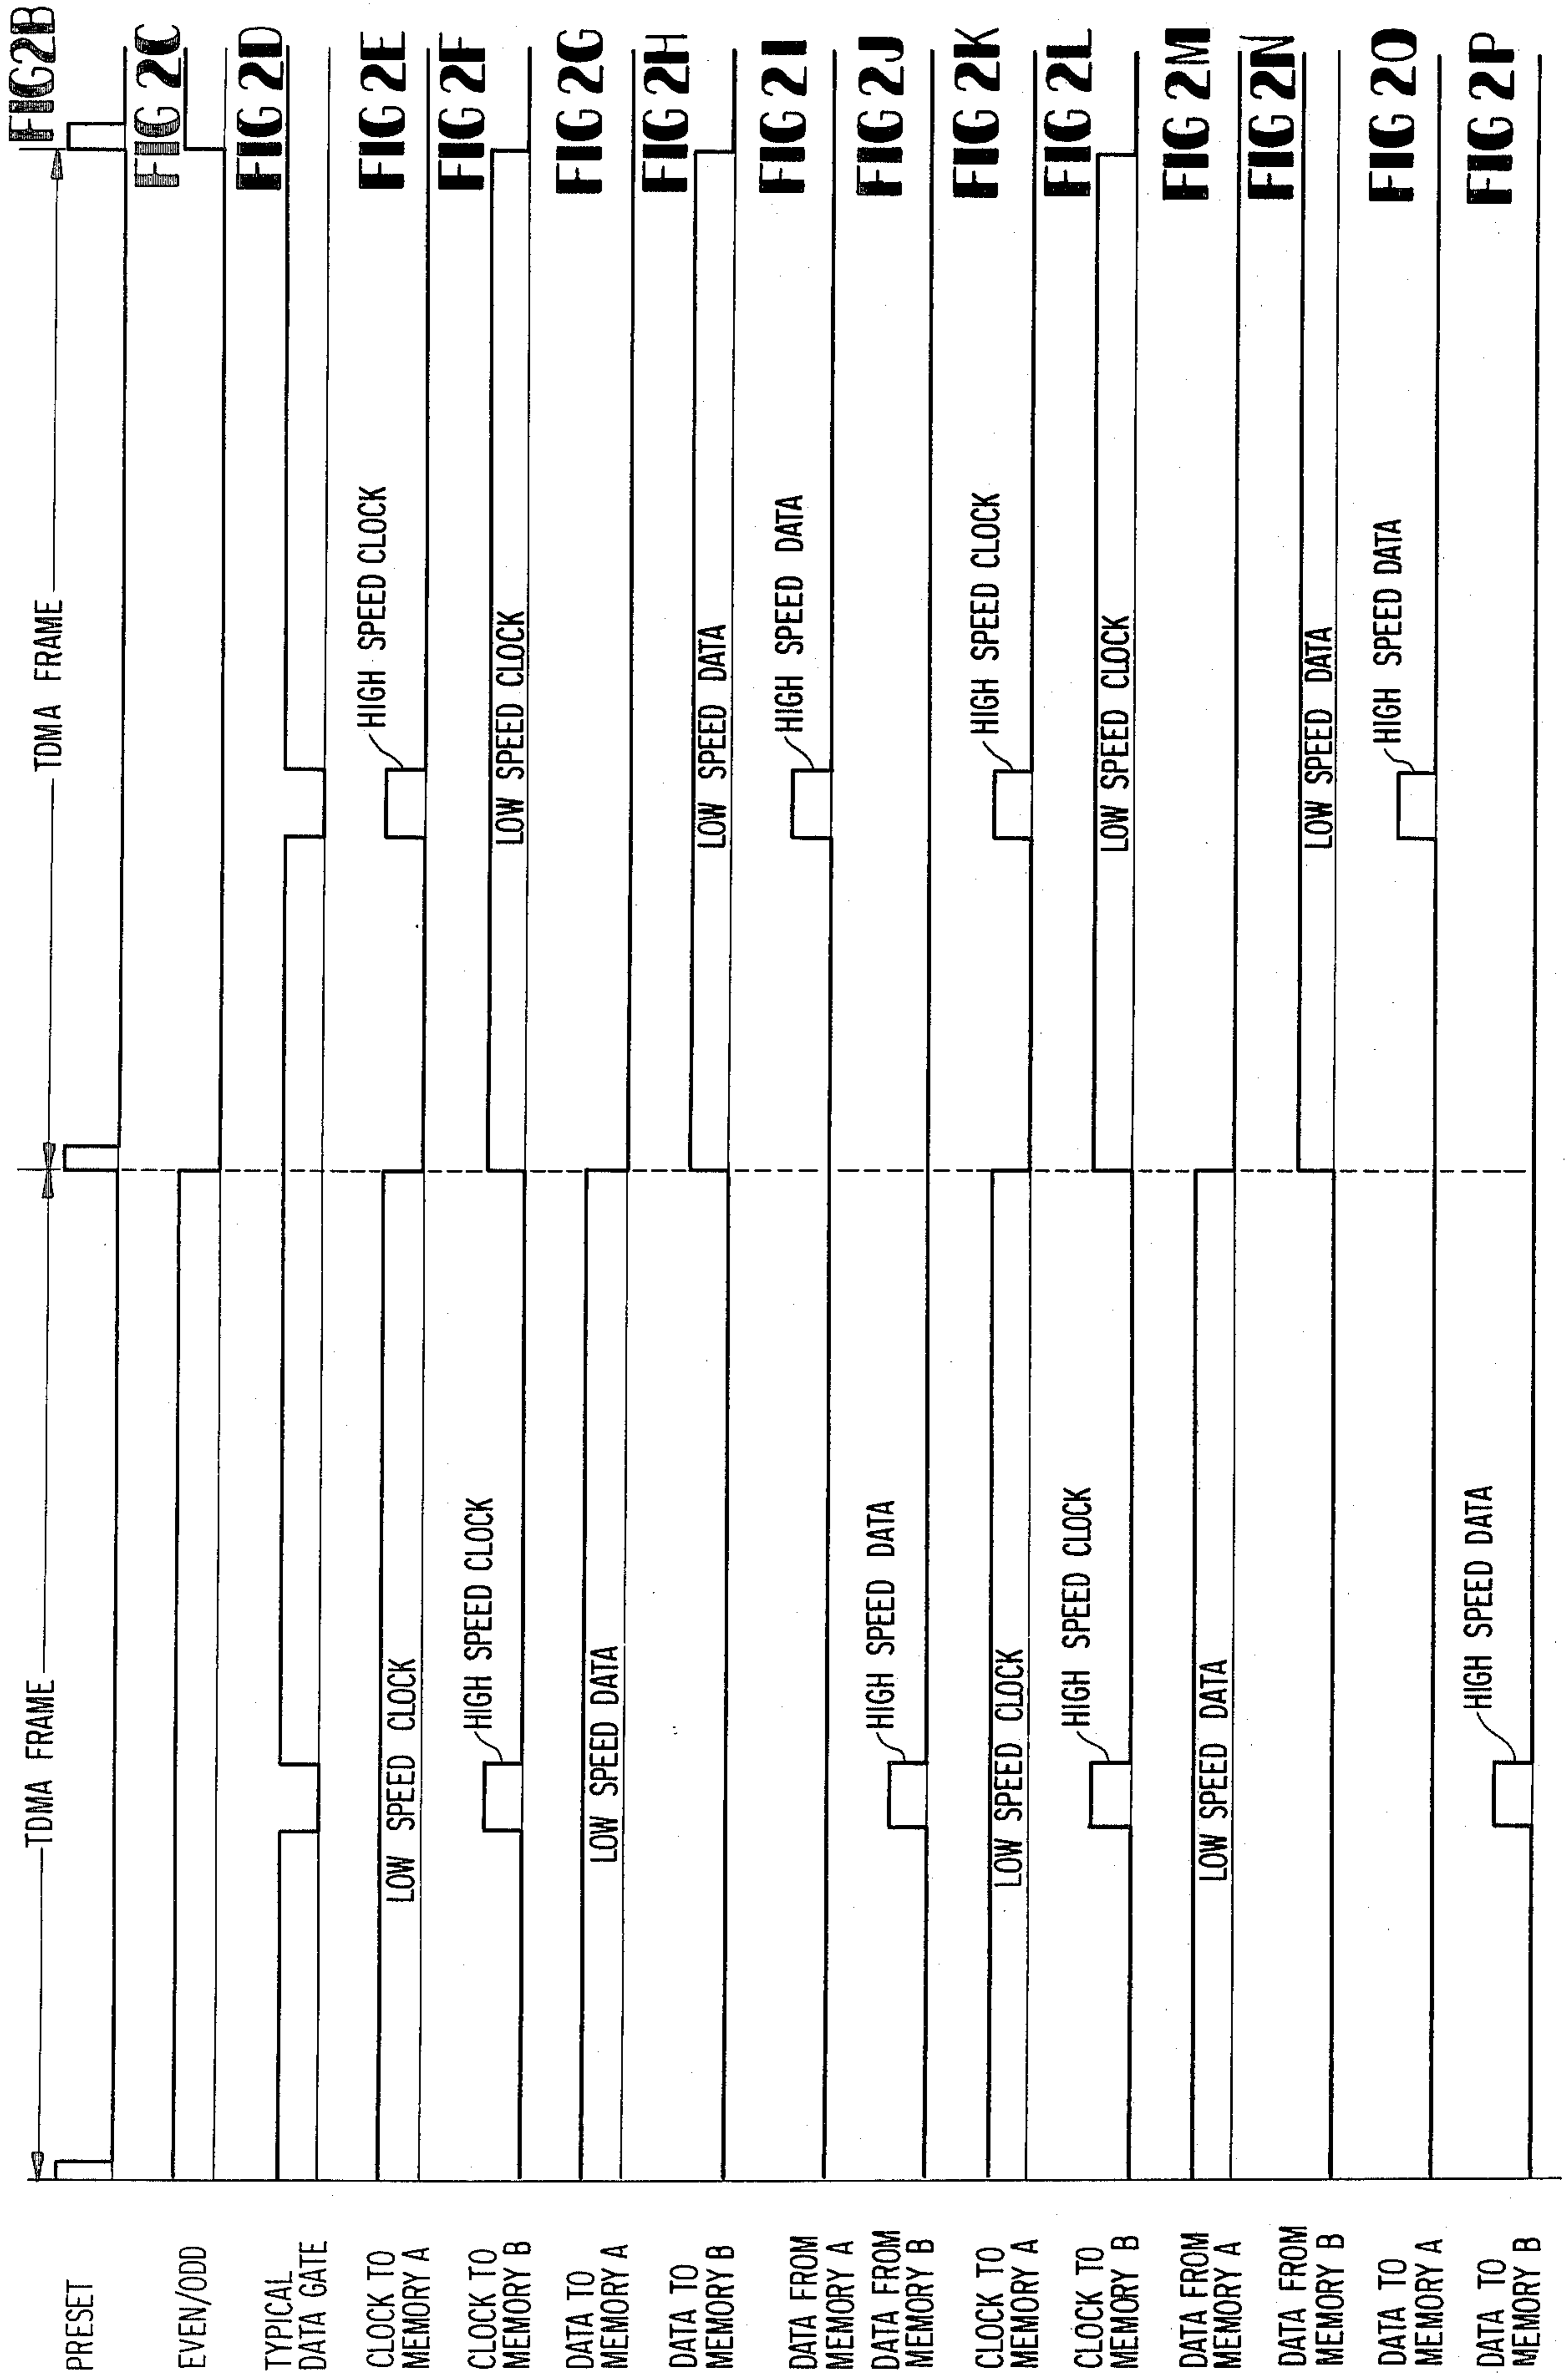 TDMA FRAME
TDMA FRAME
PRESET
FIG2B
EVEN/ODD
FIG 2C
TYPICAL
DATA GATE
FIG 2D
CLOCK TO
MEMORY A
LOW SPEED CLOCK
HIGH SPEED CLOCK
FIG 2E
CLOCK TO
MEMORY B
HIGH SPEED CLOCK
LOW SPEED CLOCK
FIG 2F
DATA TO
MEMORY A
LOW SPEED DATA
FIG 2G
DATA TO
MEMORY B
LOW SPEED DATA
FIG 2H
DATA FROM
MEMORY A
HIGH SPEED DATA
FIG 2I
DATA FROM
MEMORY B
HIGH SPEED DATA
FIG 2J
CLOCK TO
MEMORY A
LOW SPEED CLOCK
HIGH SPEED CLOCK
FIG 2K
CLOCK TO
MEMORY B
HIGH SPEED CLOCK
LOW SPEED CLOCK
FIG 2L
DATA FROM
MEMORY A
LOW SPEED DATA
FIG 2M
DATA FROM
MEMORY B
LOW SPEED DATA
FIG 2N
DATA TO
MEMORY A
HIGH SPEED DATA
FIG 2O
DATA TO
MEMORY B
HIGH SPEED DATA
FIG 2P